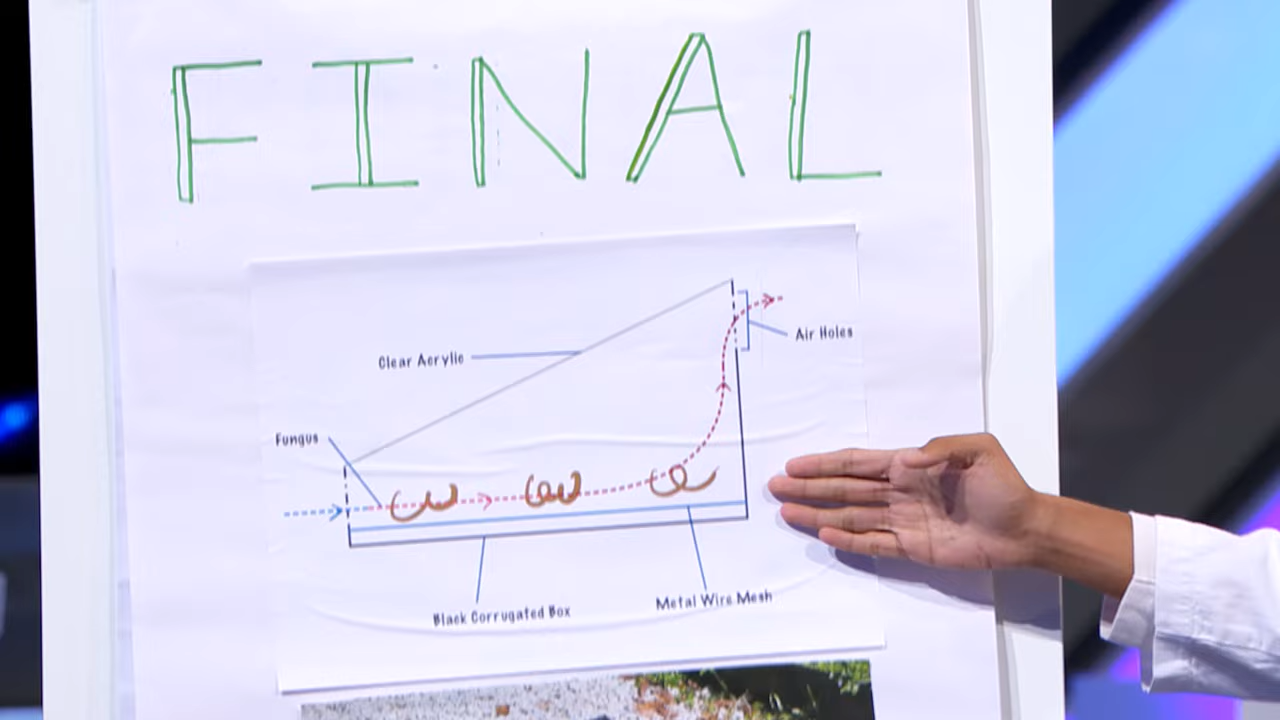 FINAL
Air Holes
Clear Acrylic
Fungus
Metal Wire Mesh
Black Corrugated Box